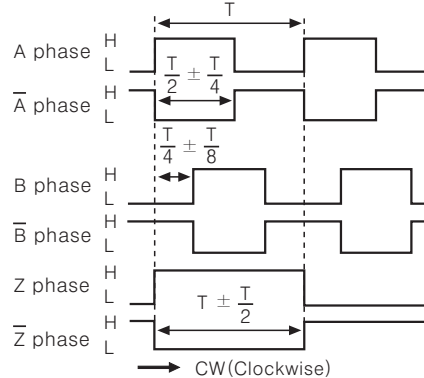 T
A phase H
L
T/2 ± T/4
A̅ phase H
L
T/4 ± T/8
B phase H
L
B̅ phase H
L
Z phase H
L
T ± T/2
Z̅ phase H
L
CW(Clockwise)